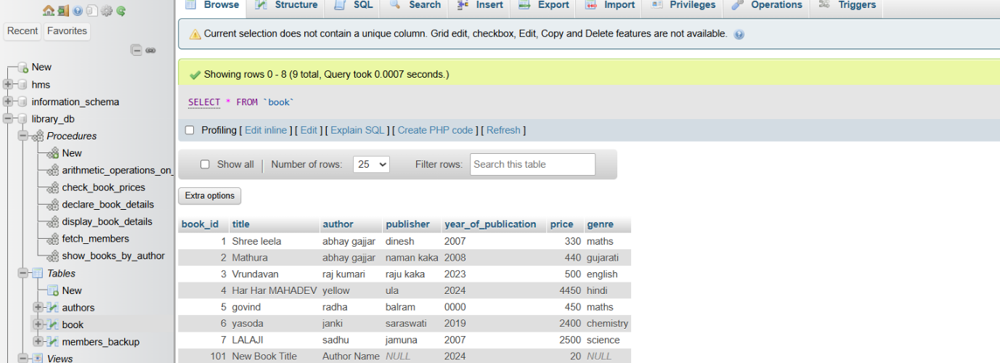 Browse Structure SQL Search Insert Export Import Privileges Operations Triggers
Recent Favorites
Current selection does not contain a unique column. Grid edit, checkbox, Edit, Copy and Delete features are not available.
New
hms
information_schema
library_db
Procedures
New
arithmetic_operations_on_
check_book_prices
declare_book_details
display_book_details
fetch_members
show_books_by_author
Tables
New
authors
book
members_backup
Views
Showing rows 0 - 8 (9 total, Query took 0.0007 seconds.)
SELECT * FROM `book`
Profiling [ Edit inline ] [ Edit ] [ Explain SQL ] [ Create PHP code ] [ Refresh ]
Show all | Number of rows: 25 Filter rows: Search this table
Extra options
book_id title author publisher year_of_publication price genre
1 Shree leela abhay gajjar dinesh 2007 330 maths
2 Mathura abhay gajjar naman kaka 2008 440 gujarati
3 Vrundavan raj kumari raju kaka 2023 500 english
4 Har Har MAHADEV yellow ula 2024 4450 hindi
5 govind radha balram 0000 450 maths
6 yasoda janki saraswati 2019 2400 chemistry
7 LALAJI sadhu jamuna 2007 2500 science
101 New Book Title Author Name NULL 2024 20 NULL